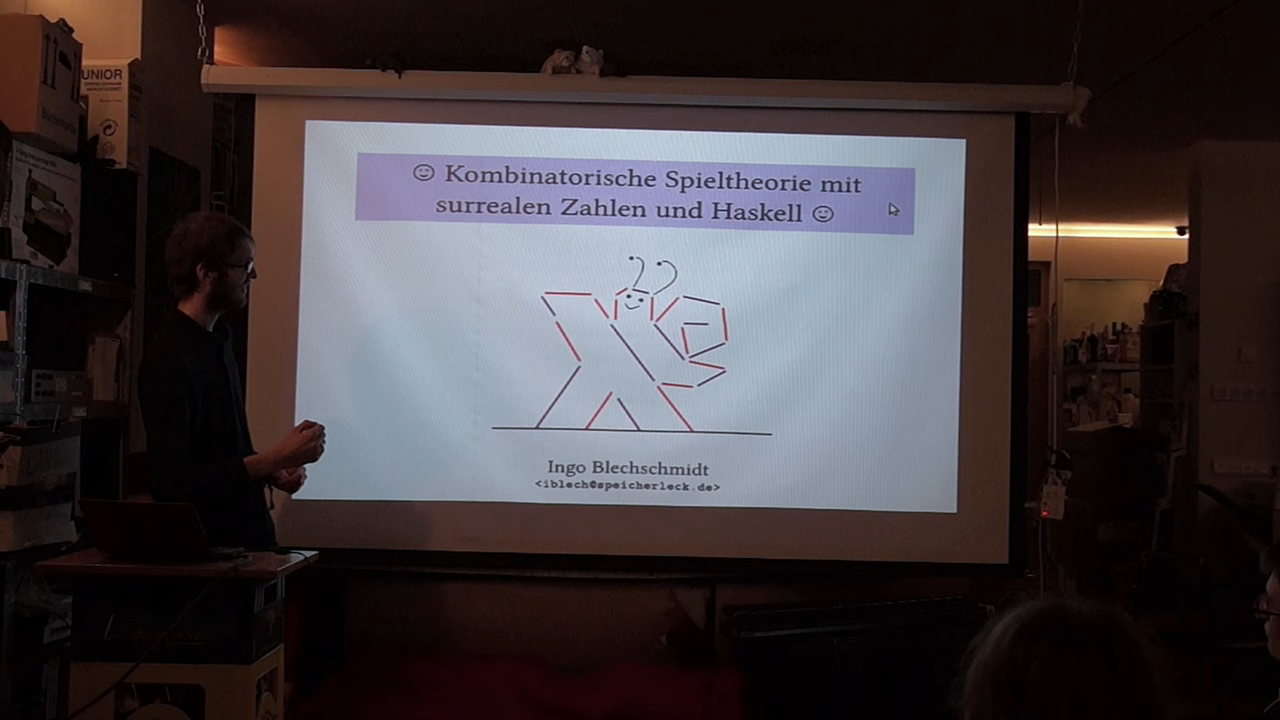 UNIOR
☺ Kombinatorische Spieltheorie mit
surrealen Zahlen und Haskell ☺
Ingo Blechschmidt
<iblech@speicherleck.de>